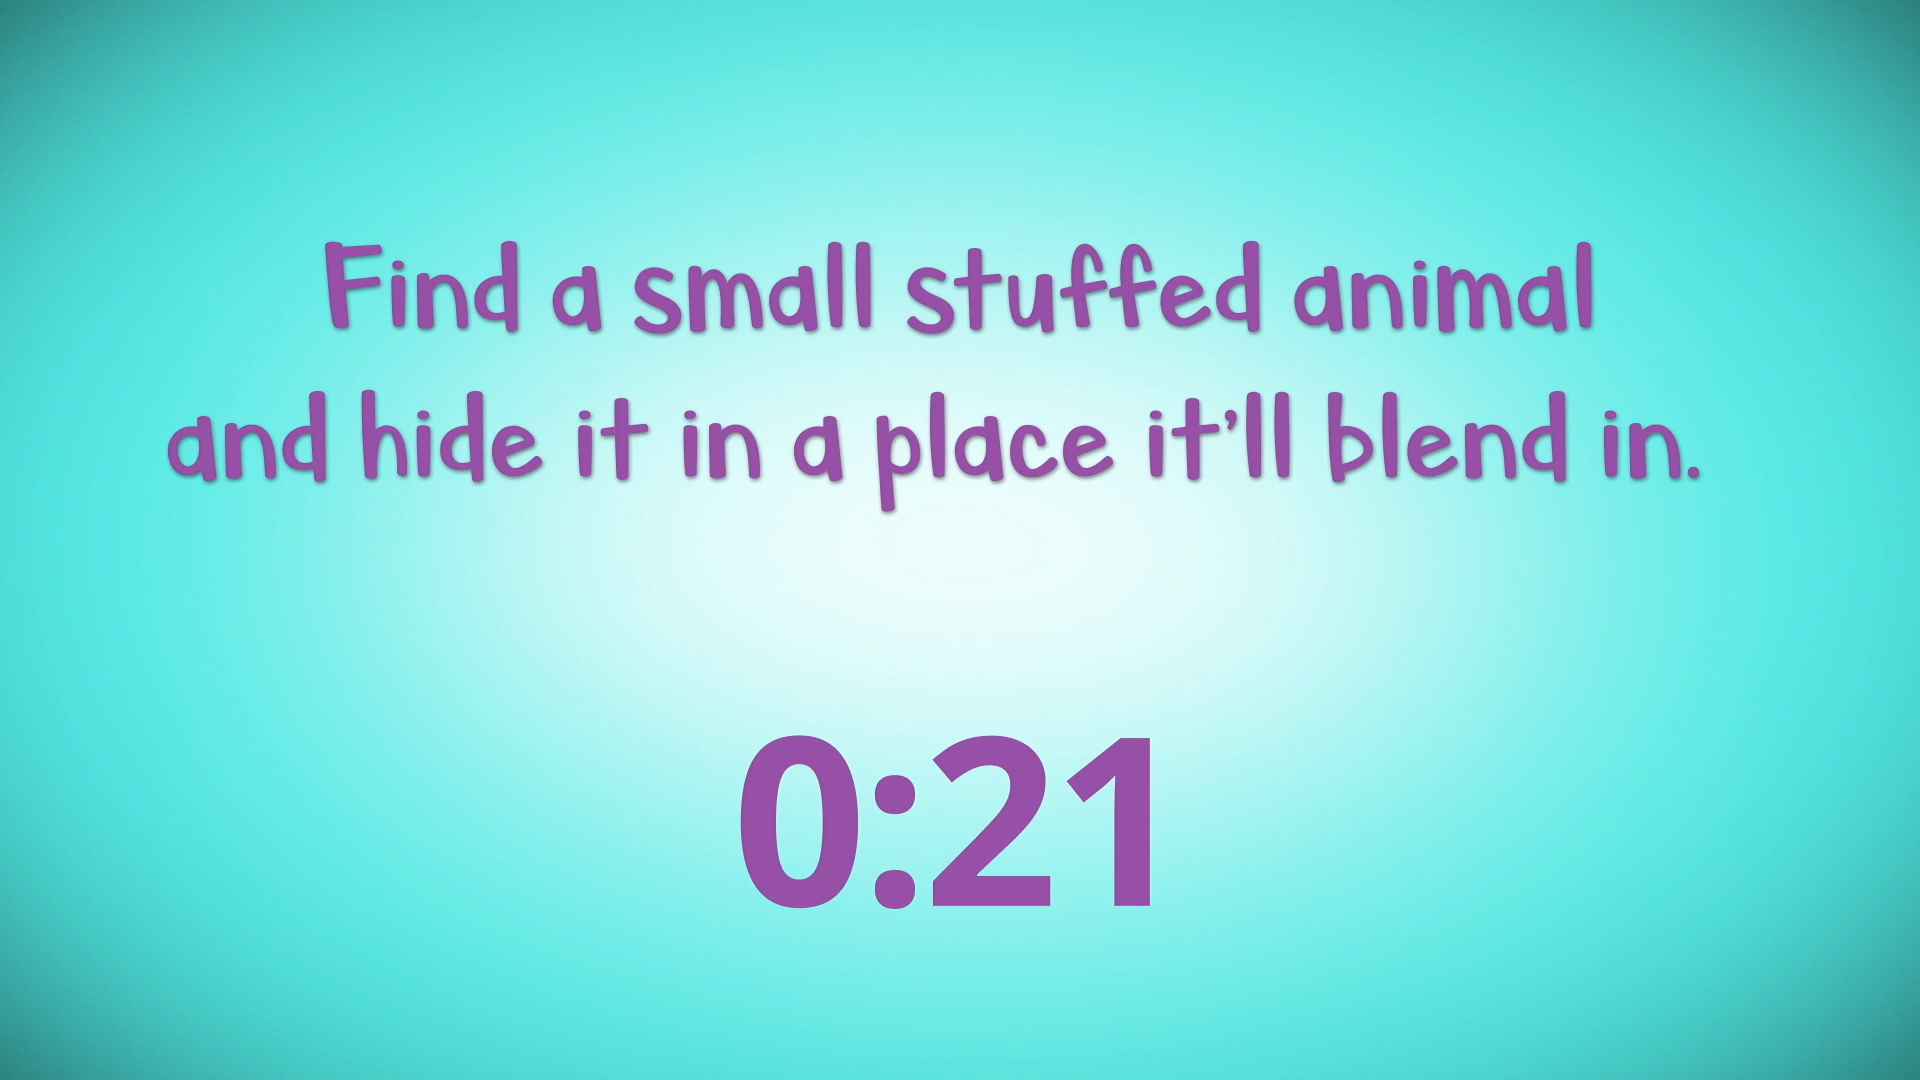 Find a small stuffed animal
and hide it in a place it’ll blend in.
0:21